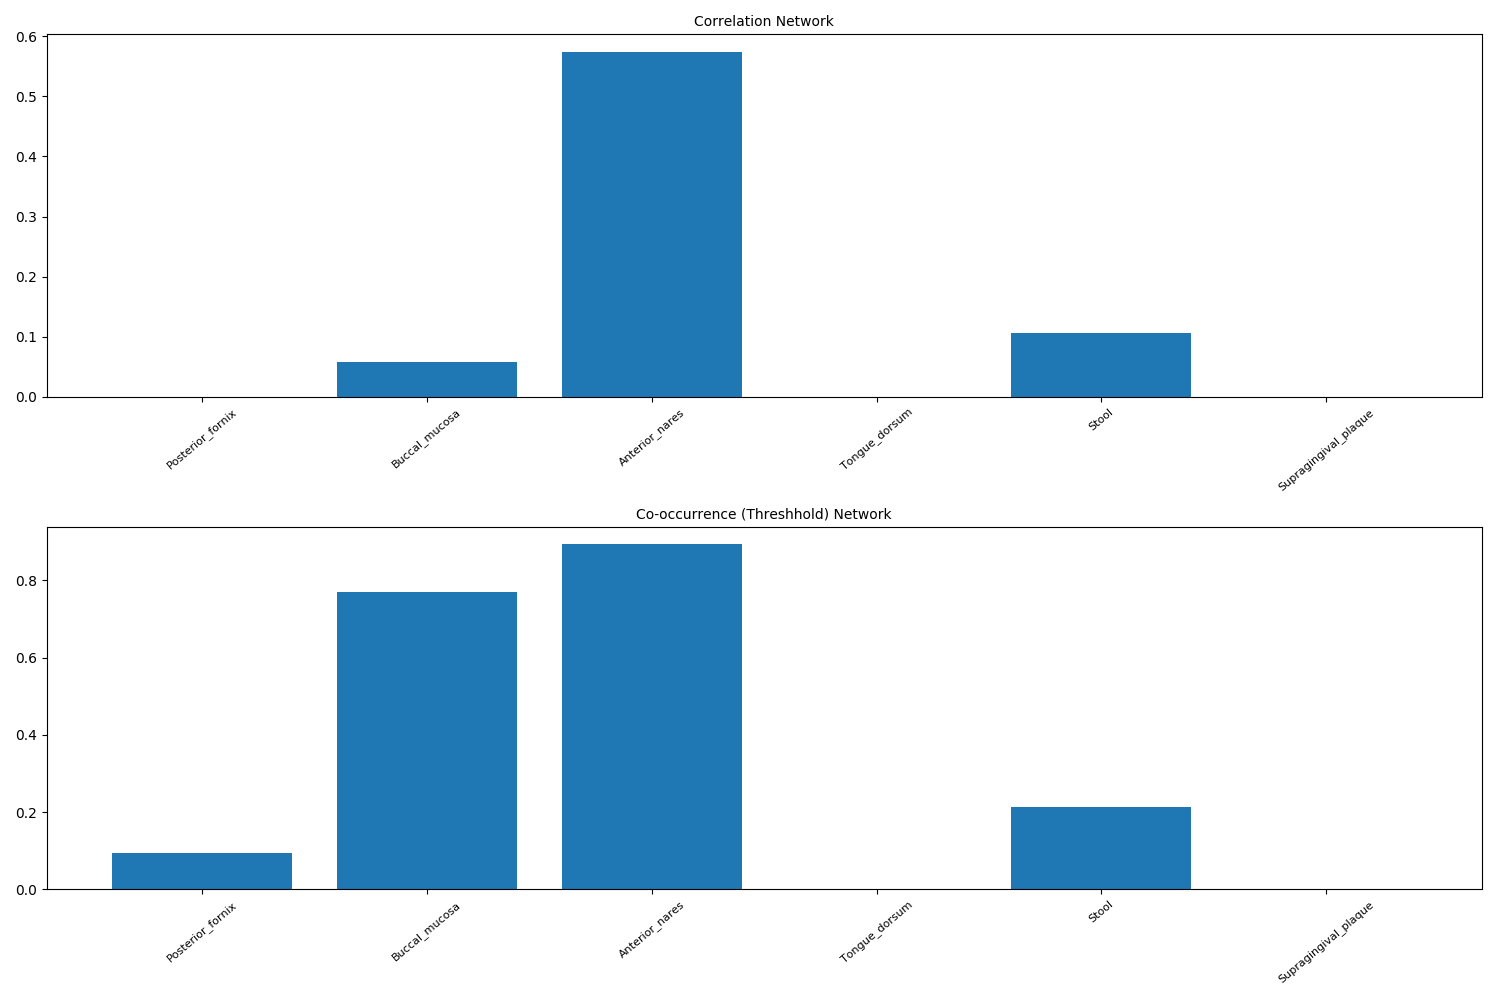 Correlation Network
0.6
0.5
0.4
0.3
0.2
0.1
0.0
Posterior_fornix
Buccal_mucosa
Anterior_nares
Tongue_dorsum
Stool
Supragingival_plaque
Co-occurrence (Threshhold) Network
0.8
0.6
0.4
0.2
0.0
Posterior_fornix
Buccal_mucosa
Anterior_nares
Tongue_dorsum
Stool
Supragingival_plaque